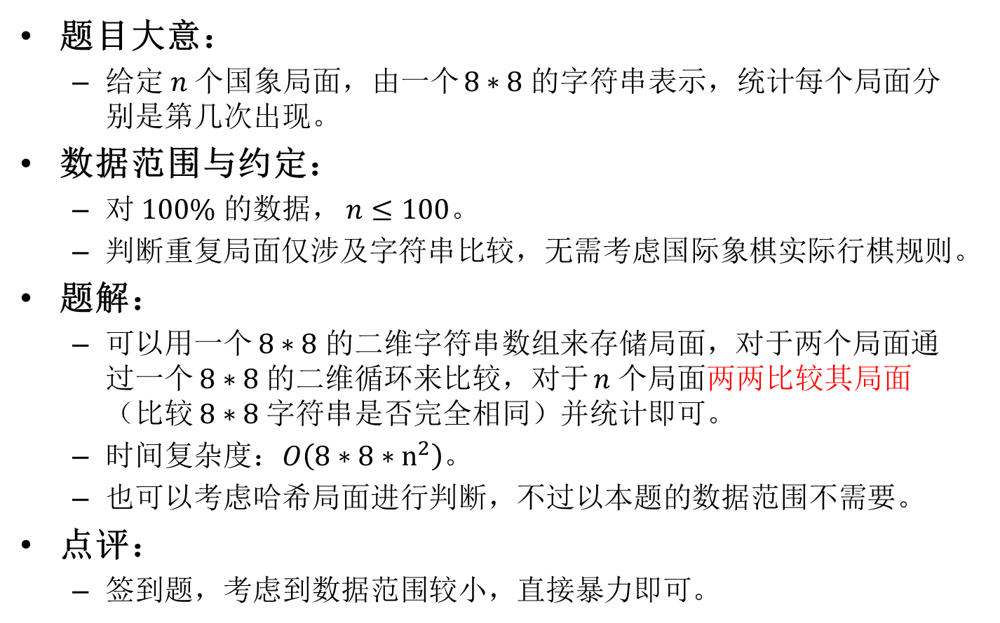 • 题目大意：
– 给定 n 个国象局面，由一个 8 ∗ 8 的字符串表示，统计每个局面分
别是第几次出现。
• 数据范围与约定：
– 对 100% 的数据， n ≤ 100。
– 判断重复局面仅涉及字符串比较，无需考虑国际象棋实际行棋规则。
• 题解：
– 可以用一个 8 ∗ 8 的二维字符串数组来存储局面，对于两个局面通
过一个 8 ∗ 8 的二维循环来比较，对于 n 个局面两两比较其局面
（比较 8 ∗ 8 字符串是否完全相同）并统计即可。
– 时间复杂度：O(8 ∗ 8 ∗ n²)。
– 也可以考虑哈希局面进行判断，不过以本题的数据范围不需要。
• 点评：
– 签到题，考虑到数据范围较小，直接暴力即可。